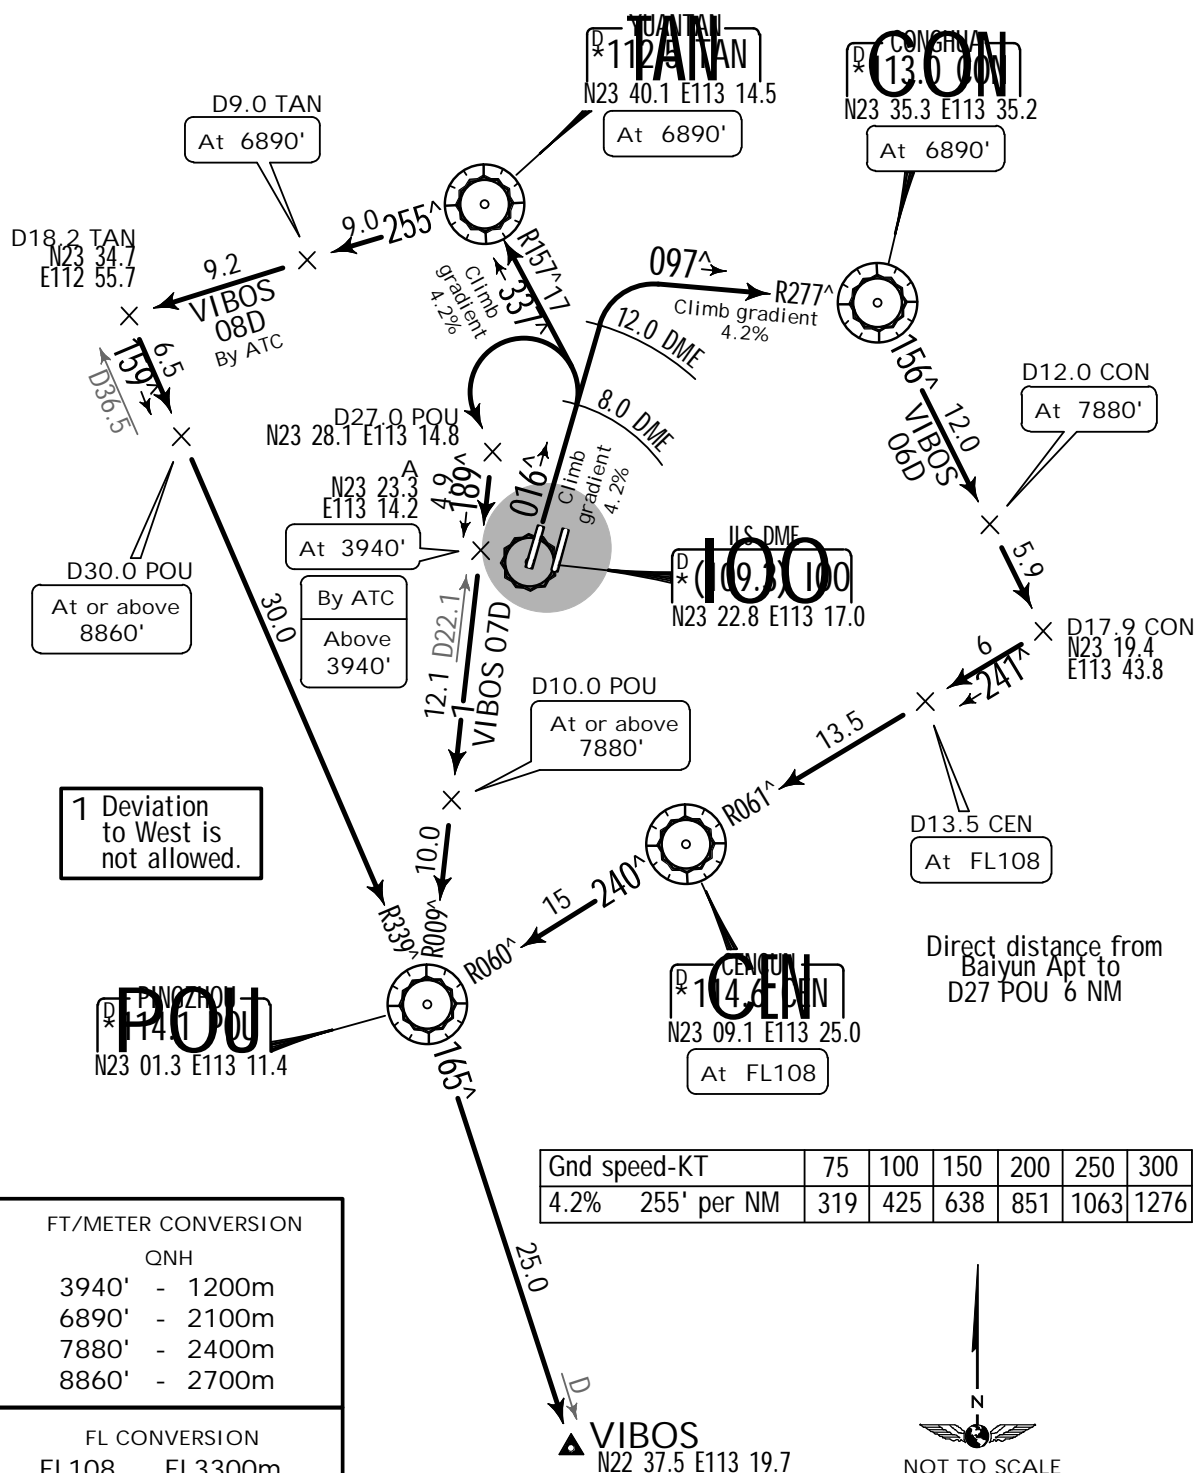 YUANTAN
TAN
D
*112.5 TAN
N23 40.1 E113 14.5
At 6890'
CONGHUA
CON
D
*113.0 CON
N23 35.3 E113 35.2
At 6890'
D9.0 TAN
At 6890'
D18.2 TAN
N23 34.7
E112 55.7
9.0
255^
9.2
VIBOS
08D
By ATC
R157^
17
337^
Climb
gradient
4.2%
097^
R277^
Climb gradient
4.2%
12.0 DME
8.0 DME
6.5
159^
D36.5
D27.0 POU
N23 28.1 E113 14.8
A
N23 23.3
E113 14.2
4.9
189^
016^
Climb
gradient
4.2%
156^
12.0
VIBOS
06D
D12.0 CON
At 7880'
At 3940'
By ATC
Above
3940'
ILS DME
IOO
D
*(109.3) IOO
N23 22.8 E113 17.0
D30.0 POU
At or above
8860'
30.0
5.9
D17.9 CON
N23 19.4
E113 43.8
6
241^
12.1
D22.1
1
VIBOS 07D
D10.0 POU
At or above
7880'
13.5
R061^
D13.5 CEN
At FL108
1 Deviation
to West is
not allowed.
10.0
R339^
R009^
240^
15
R060^
CENCUN
CEN
D
*114.6 CEN
N23 09.1 E113 25.0
At FL108
Direct distance from
Baiyun Apt to
D27 POU 6 NM
PINGZHOU
POU
D
*114.1 POU
N23 01.3 E113 11.4
165^
25.0
D
Gnd speed-KT 75 100 150 200 250 300
4.2% 255' per NM 319 425 638 851 1063 1276
FT/METER CONVERSION
QNH
3940' - 1200m
6890' - 2100m
7880' - 2400m
8860' - 2700m
FL CONVERSION
FL108 FL3300m
VIBOS
N22 37.5 E113 19.7
N
NOT TO SCALE